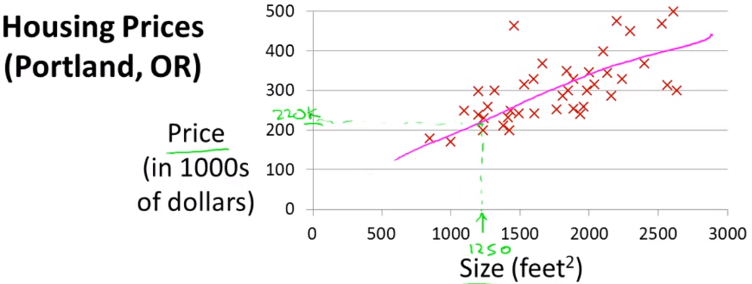 Housing Prices
(Portland, OR)
Price
(in 1000s
of dollars)
500
400
300
220K
200
100
0
0 500 1000 1500 2000 2500 3000
1250
Size (feet²)